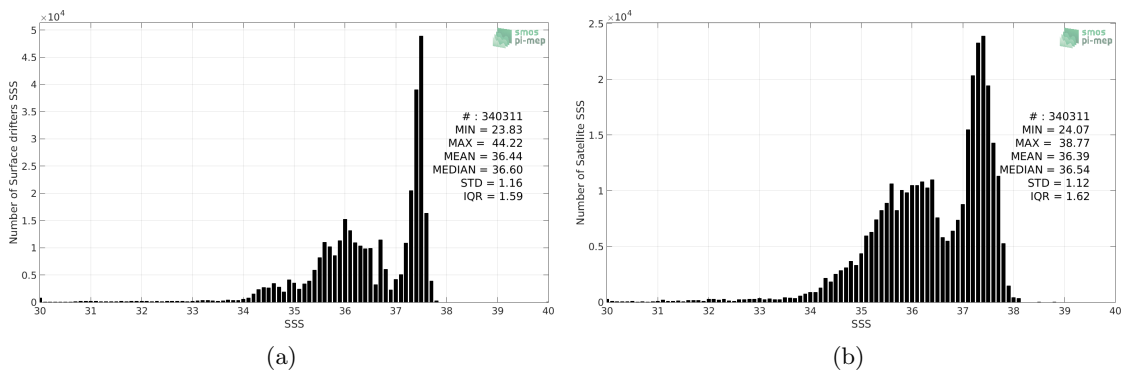 ×10⁴
5
4.5
4
3.5
3
2.5
2
1.5
1
0.5
0
30 31 32 33 34 35 36 37 38 39 40
SSS
Number of Surface drifters SSS
smos
pi-mep
# : 340311
MIN = 23.83
MAX = 44.22
MEAN = 36.44
MEDIAN = 36.60
STD = 1.16
IQR = 1.59
(a)
×10⁴
2.5
2
1.5
1
0.5
0
30 31 32 33 34 35 36 37 38 39 40
SSS
Number of Satellite SSS
smos
pi-mep
# : 340311
MIN = 24.07
MAX = 38.77
MEAN = 36.39
MEDIAN = 36.54
STD = 1.12
IQR = 1.62
(b)